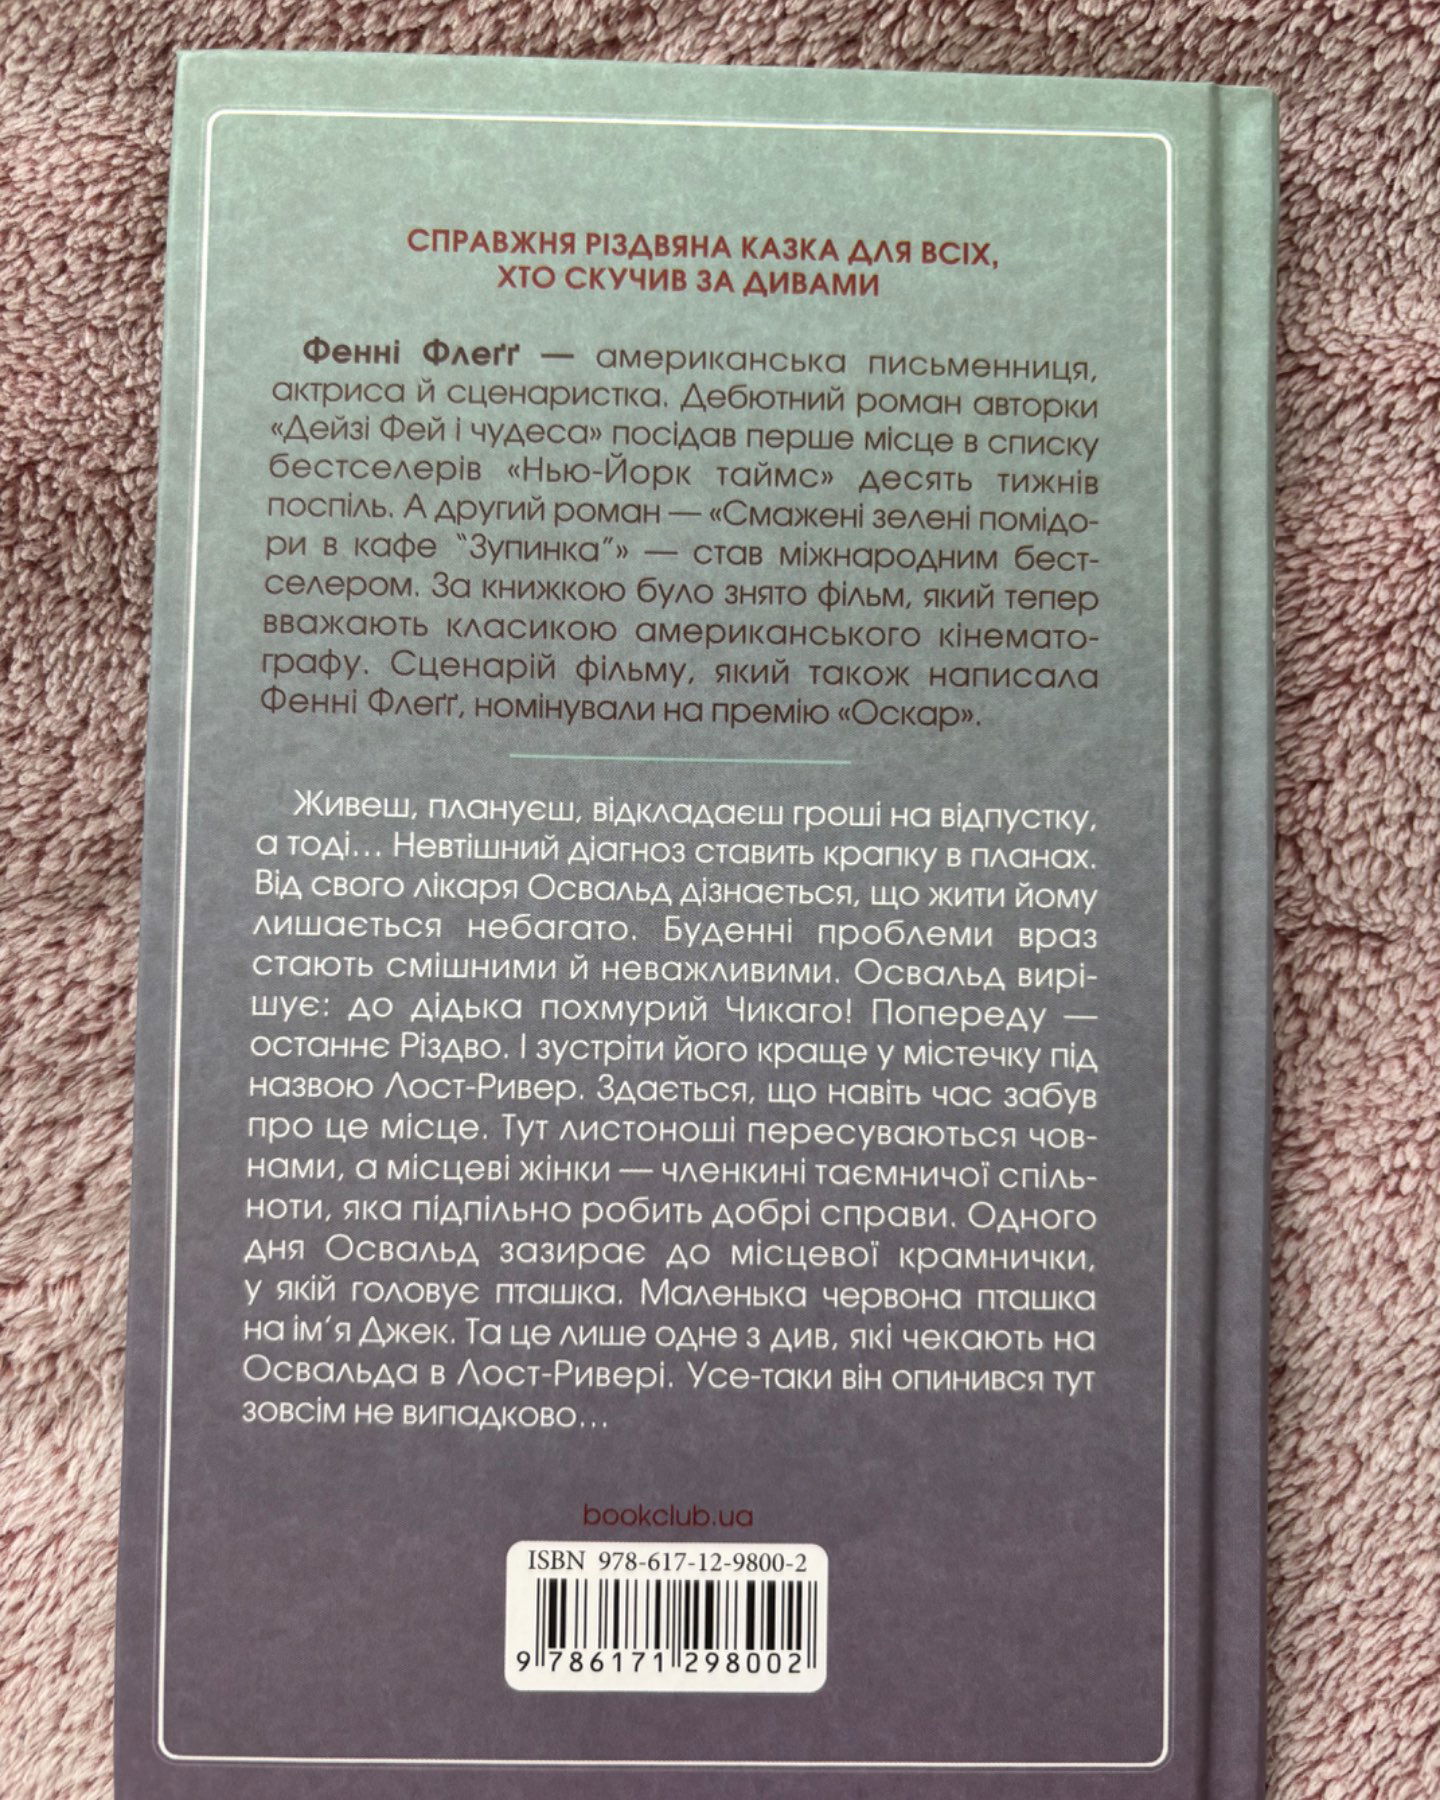 СПРАВЖНЯ РІЗДВЯНА КАЗКА ДЛЯ ВСІХ,
ХТО СКУЧИВ ЗА ДИВАМИ
Фенні Флеґґ — американська письменниця,
актриса й сценаристка. Дебютний роман авторки
«Дейзі Фей і чудеса» посідав перше місце в списку
бестселерів «Нью-Йорк таймс» десять тижнів
поспіль. А другий роман — «Смажені зелені помідо-
ри в кафе “Зупинка”» — став міжнародним бест-
селером. За книжкою було знято фільм, який тепер
вважають класикою американського кінемато-
графу. Сценарій фільму, який також написала
Фенні Флеґґ, номінували на премію «Оскар».
Живеш, плануєш, відкладаєш гроші на відпустку,
а тоді... Невтішний діагноз ставить крапку в планах.
Від свого лікаря Освальд дізнається, що жити йому
лишається небагато. Буденні проблеми враз
стають смішними й неважливими. Освальд вирі-
шує: до дідька похмурий Чикаго! Попереду —
останнє Різдво. І зустріти його краще у містечку під
назвою Лост-Ривер. Здається, що навіть час забув
про це місце. Тут листоноші пересуваються чов-
нами, а місцеві жінки — членкині таємничої спіль-
ноти, яка підпільно робить добрі справи. Одного
дня Освальд зазирає до місцевої крамнички,
у якій головує пташка. Маленька червона пташка
на ім’я Джек. Та це лише одне з див, які чекають на
Освальда в Лост-Ривері. Усе-таки він опинився тут
зовсім не випадково...
bookclub.ua
ISBN 978-617-12-9800-2
9 786171 298002